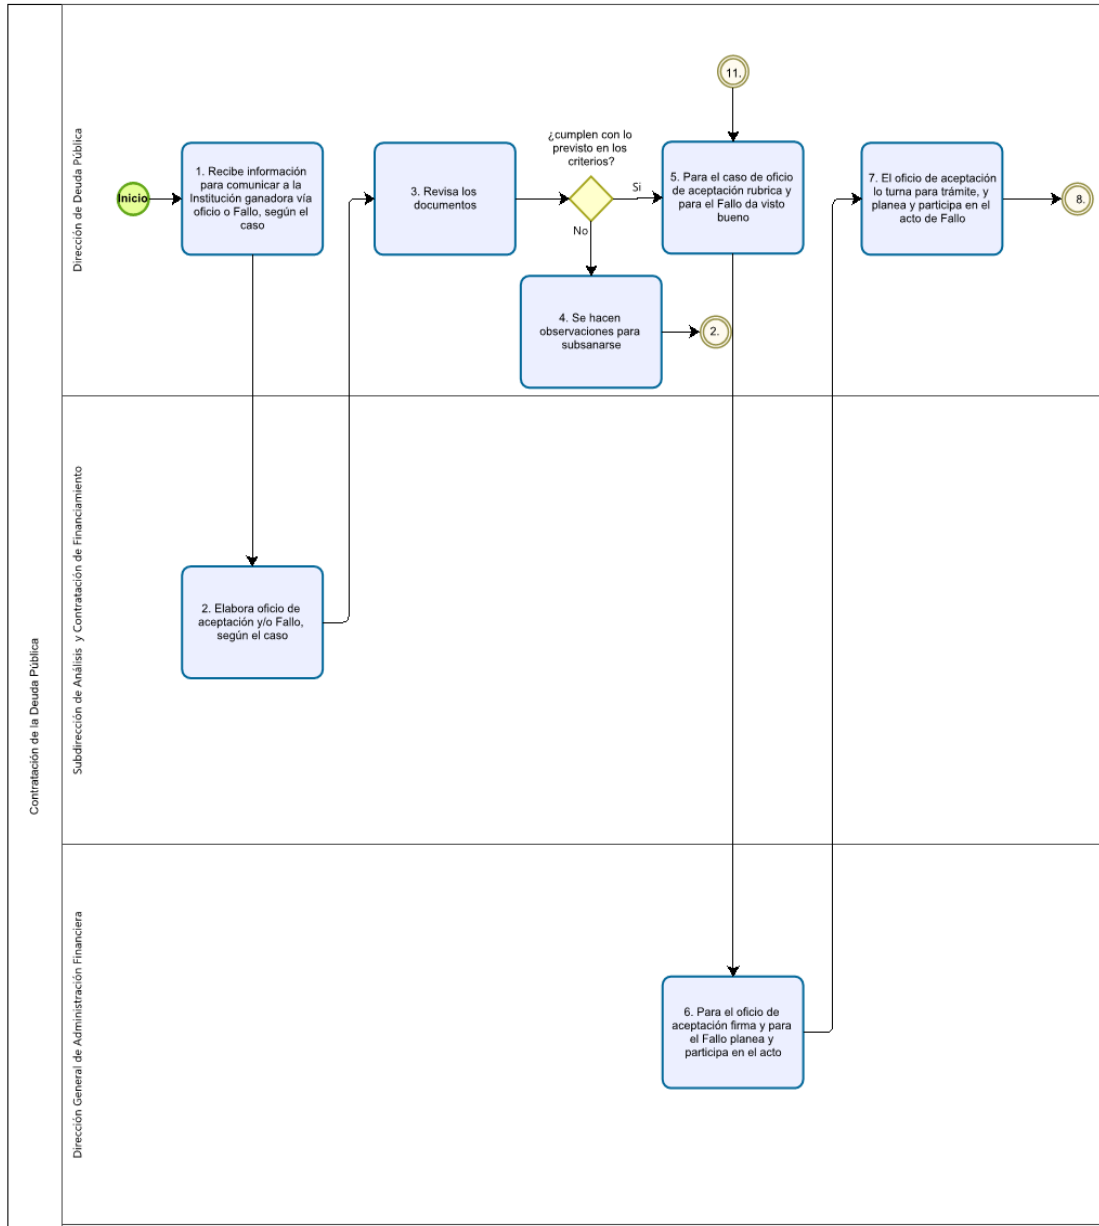 Contratación de la Deuda Pública
Dirección de Deuda Pública
Inicio
1. Recibe información
para comunicar a la
Institución ganadora vía
oficio o Fallo, según el
caso
3. Revisa los
documentos
¿cumplen con lo
previsto en los
criterios?
Si
No
4. Se hacen
observaciones para
subsanarse
2.
11.
5. Para el caso de oficio
de aceptación rubrica y
para el Fallo da visto
bueno
7. El oficio de aceptación
lo turna para trámite, y
planea y participa en el
acto de Fallo
8.
Subdirección de Análisis y Contratación de Financiamiento
2. Elabora oficio de
aceptación y/o Fallo,
según el caso
Dirección General de Administración Financiera
6. Para el oficio de
aceptación firma y para
el Fallo planea y
participa en el acto